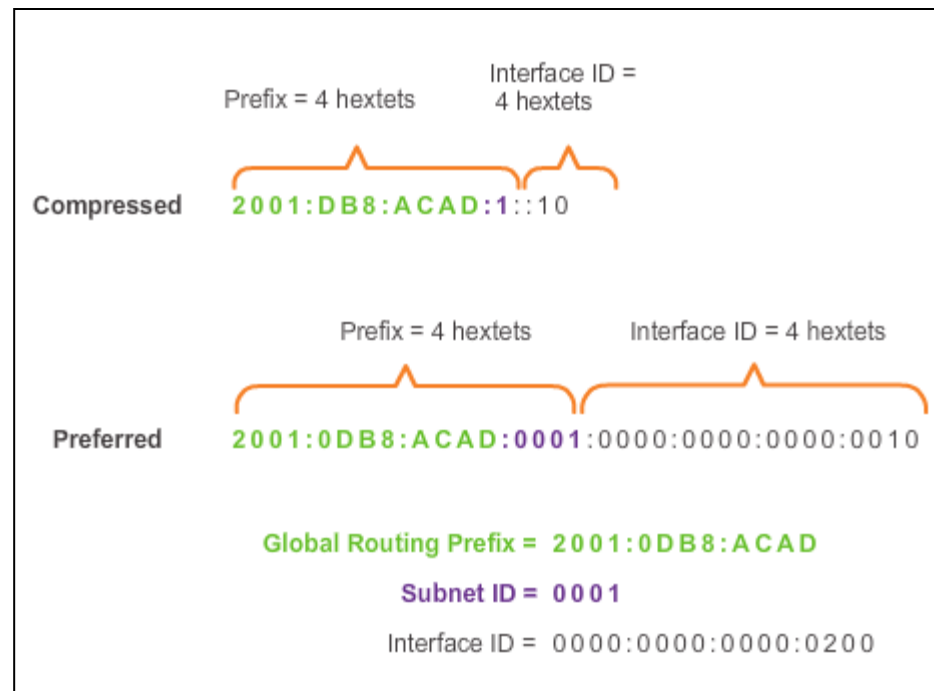 Prefix = 4 hextets
Interface ID =
4 hextets
Compressed 2001:DB8:ACAD:1::10
Prefix = 4 hextets Interface ID = 4 hextets
Preferred 2001:0DB8:ACAD:0001:0000:0000:0000:0010
Global Routing Prefix = 2001:0DB8:ACAD
Subnet ID = 0001
Interface ID = 0000:0000:0000:0200